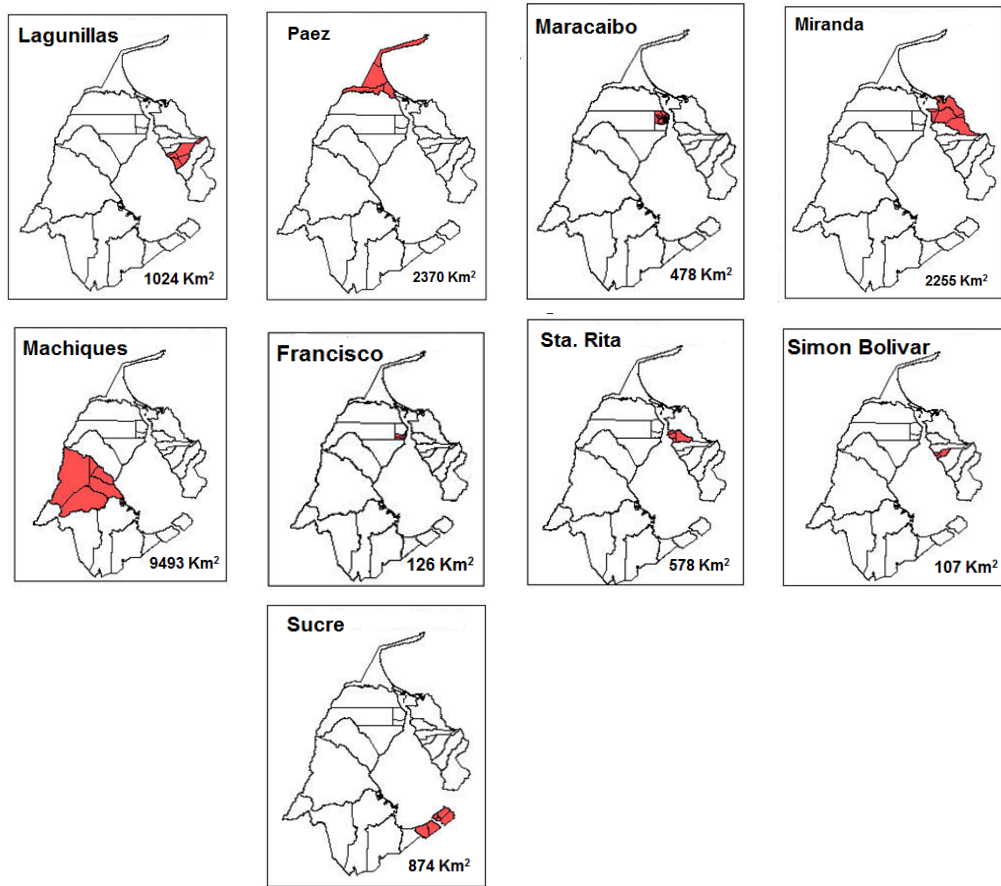 Lagunillas
1024 Km²
Paez
2370 Km²
Maracaibo
478 Km²
Miranda
2255 Km²
Machiques
9493 Km²
Francisco
126 Km²
Sta. Rita
578 Km²
Simon Bolivar
107 Km²
Sucre
874 Km²